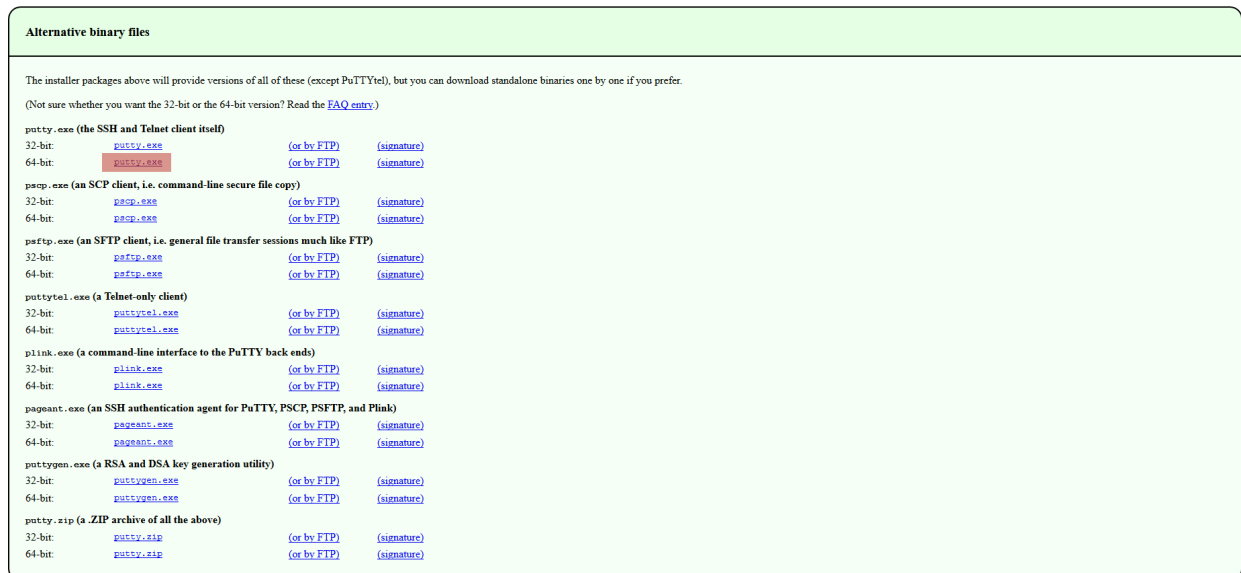 Alternative binary files
The installer packages above will provide versions of all of these (except PuTTYtel), but you can download standalone binaries one by one if you prefer.
(Not sure whether you want the 32-bit or the 64-bit version? Read the FAQ entry.)
putty.exe (the SSH and Telnet client itself)
32-bit: putty.exe (or by FTP) (signature)
64-bit: putty.exe (or by FTP) (signature)
pscp.exe (an SCP client, i.e. command-line secure file copy)
32-bit: pscp.exe (or by FTP) (signature)
64-bit: pscp.exe (or by FTP) (signature)
psftp.exe (an SFTP client, i.e. general file transfer sessions much like FTP)
32-bit: psftp.exe (or by FTP) (signature)
64-bit: psftp.exe (or by FTP) (signature)
puttytel.exe (a Telnet-only client)
32-bit: puttytel.exe (or by FTP) (signature)
64-bit: puttytel.exe (or by FTP) (signature)
plink.exe (a command-line interface to the PuTTY back ends)
32-bit: plink.exe (or by FTP) (signature)
64-bit: plink.exe (or by FTP) (signature)
pageant.exe (an SSH authentication agent for PuTTY, PSCP, PSFTP, and Plink)
32-bit: pageant.exe (or by FTP) (signature)
64-bit: pageant.exe (or by FTP) (signature)
puttygen.exe (a RSA and DSA key generation utility)
32-bit: puttygen.exe (or by FTP) (signature)
64-bit: puttygen.exe (or by FTP) (signature)
putty.zip (a .ZIP archive of all the above)
32-bit: putty.zip (or by FTP) (signature)
64-bit: putty.zip (or by FTP) (signature)